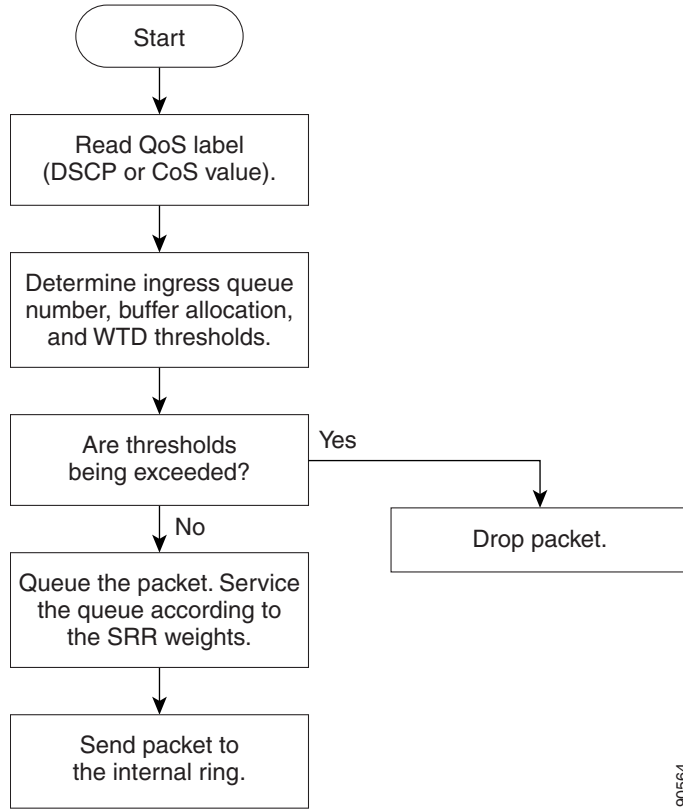 Start
Read QoS label
(DSCP or CoS value).
Determine ingress queue
number, buffer allocation,
and WTD thresholds.
Are thresholds
being exceeded?
Yes
Drop packet.
No
Queue the packet. Service
the queue according to
the SRR weights.
Send packet to
the internal ring.
90564